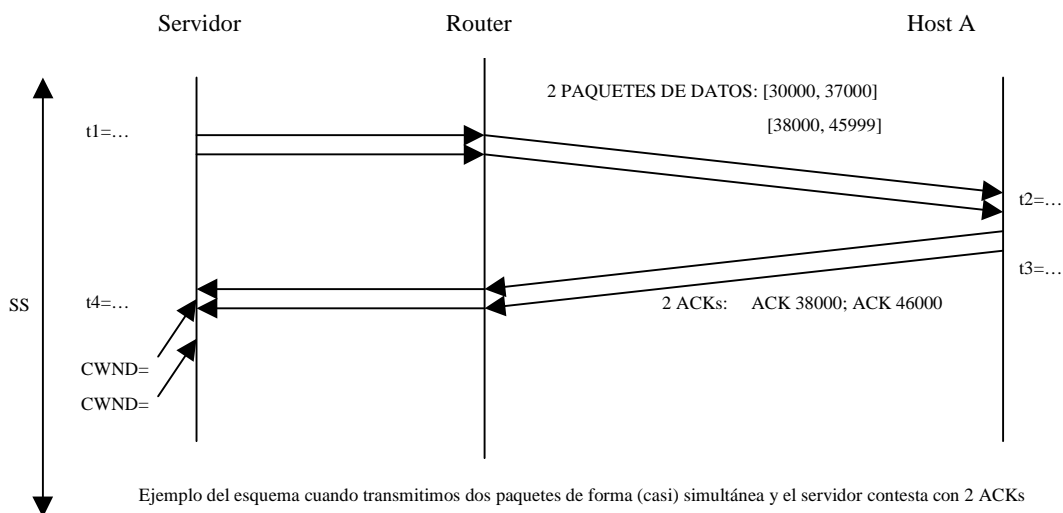 Servidor Router Host A
2 PAQUETES DE DATOS: [30000, 37000]
t1=… [38000, 45999]
t2=…
t3=…
SS t4=… 2 ACKs: ACK 38000; ACK 46000
CWND=
CWND=
Ejemplo del esquema cuando transmitimos dos paquetes de forma (casi) simultánea y el servidor contesta con 2 ACKs